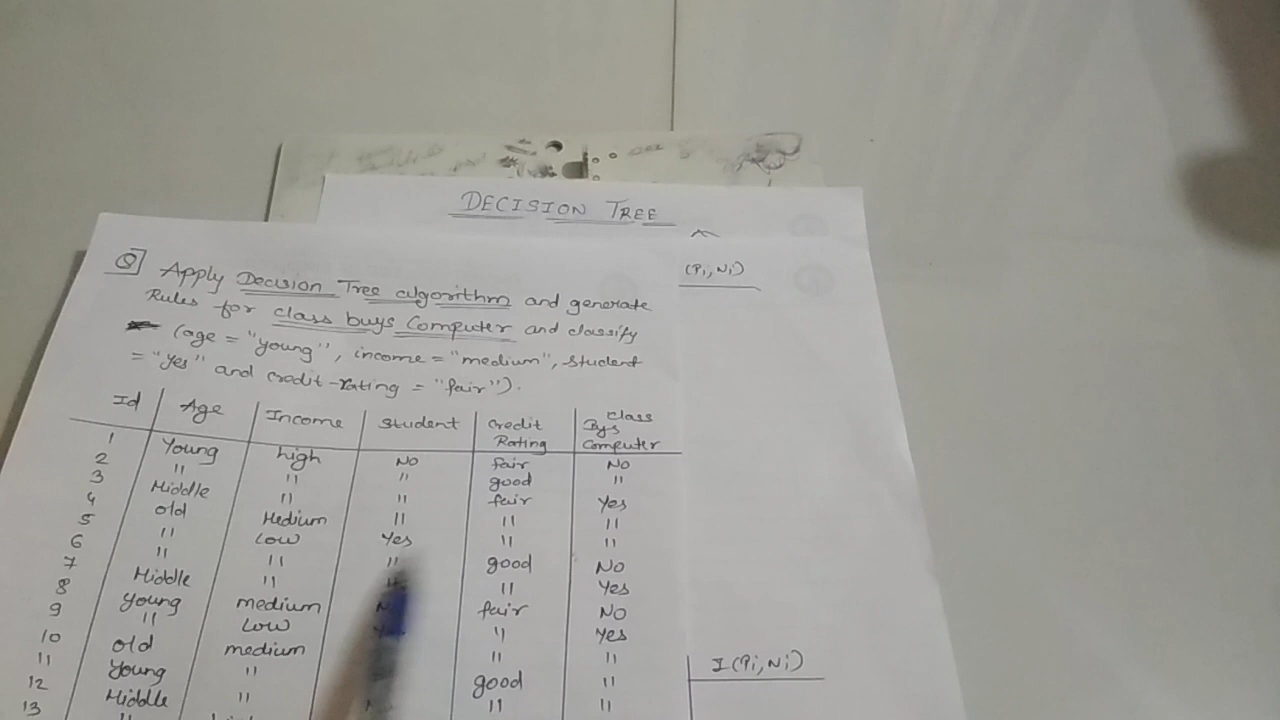 DECISION TREE
(Pi, Ni)
Q] Apply Decision Tree algorithm and generate
Rules for class buys Computer and classify
(age = "young", income = "medium", student
= "yes" and credit-rating = "fair").
Id Age Income Student Credit Rating Class Buys Computer
1 Young high No fair No
2 " " " good "
3 Middle " " fair Yes
4 old Medium " " "
5 " Low Yes " "
6 " " " good No
7 Middle " " Yes
8 Young medium fair No
9 " Low " Yes
10 old medium " "
11 Young " good "
12 Middle " " "
13 "
I(Pi, Ni)